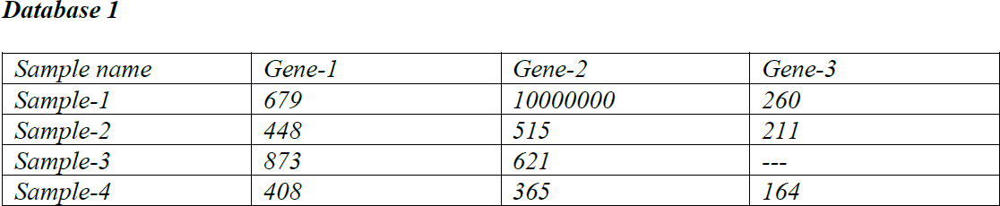 Database 1
Sample name Gene-1 Gene-2 Gene-3
Sample-1 679 10000000 260
Sample-2 448 515 211
Sample-3 873 621 ---
Sample-4 408 365 164